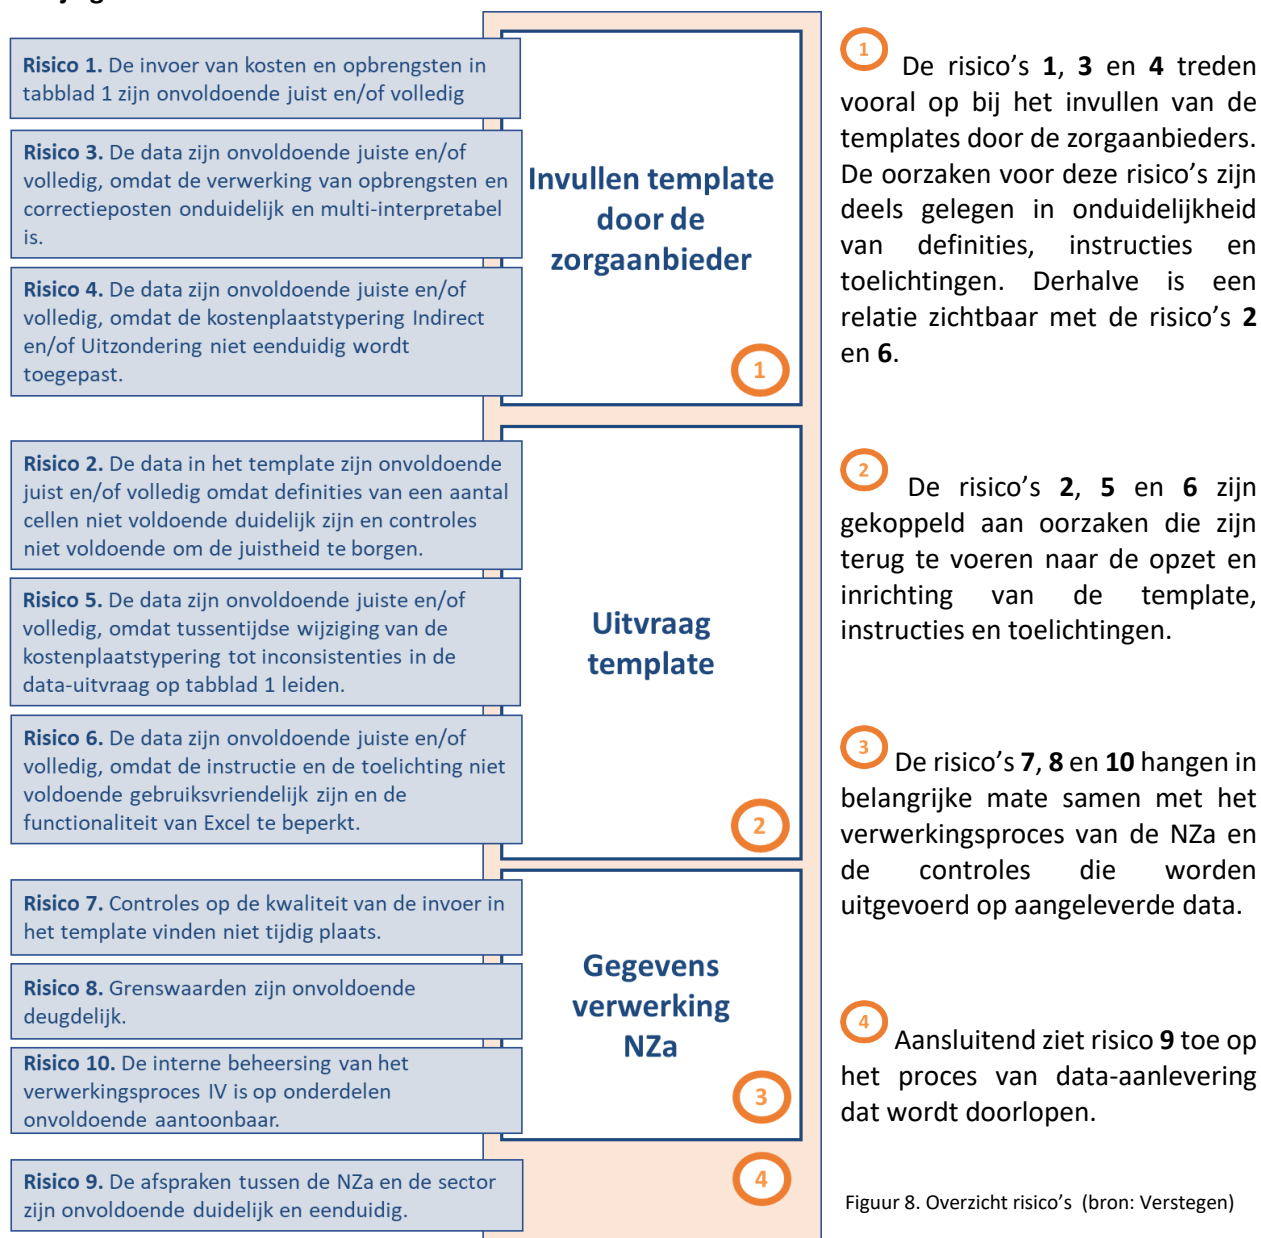 Risico 1. De invoer van kosten en opbrengsten in
tabblad 1 zijn onvoldoende juist en/of volledig
Risico 3. De data zijn onvoldoende juiste en/of
volledig, omdat de verwerking van opbrengsten en
correctieposten onduidelijk en multi-interpretabel
is.
Risico 4. De data zijn onvoldoende juiste en/of
volledig, omdat de kostenplaatstypering Indirect
en/of Uitzondering niet eenduidig wordt
toegepast.
Invullen template
door de
zorgaanbieder
1
1
De risico's 1, 3 en 4 treden
vooral op bij het invullen van de
templates door de zorgaanbieders.
De oorzaken voor deze risico's zijn
deels gelegen in onduidelijkheid
van definities, instructies en
toelichtingen. Derhalve is een
relatie zichtbaar met de risico's 2
en 6.
Risico 2. De data in het template zijn onvoldoende
juist en/of volledig omdat definities van een aantal
cellen niet voldoende duidelijk zijn en controles
niet voldoende om de juistheid te borgen.
Risico 5. De data zijn onvoldoende juiste en/of
volledig, omdat tussentijdse wijziging van de
kostenplaatstypering tot inconsistenties in de
data-uitvraag op tabblad 1 leiden.
Risico 6. De data zijn onvoldoende juiste en/of
volledig, omdat de instructie en de toelichting niet
voldoende gebruiksvriendelijk zijn en de
functionaliteit van Excel te beperkt.
Uitvraag
template
2
2
De risico's 2, 5 en 6 zijn
gekoppeld aan oorzaken die zijn
terug te voeren naar de opzet en
inrichting van de template,
instructies en toelichtingen.
Risico 7. Controles op de kwaliteit van de invoer in
het template vinden niet tijdig plaats.
Risico 8. Grenswaarden zijn onvoldoende
deugdelijk.
Risico 10. De interne beheersing van het
verwerkingsproces IV is op onderdelen
onvoldoende aantoonbaar.
Gegevens
verwerking
NZa
3
3
De risico's 7, 8 en 10 hangen in
belangrijke mate samen met het
verwerkingsproces van de NZa en
de controles die worden
uitgevoerd op aangeleverde data.
Risico 9. De afspraken tussen de NZa en de sector
zijn onvoldoende duidelijk en eenduidig.
4
4
Aansluitend ziet risico 9 toe op
het proces van data-aanlevering
dat wordt doorlopen.
Figuur 8. Overzicht risico's (bron: Verstegen)